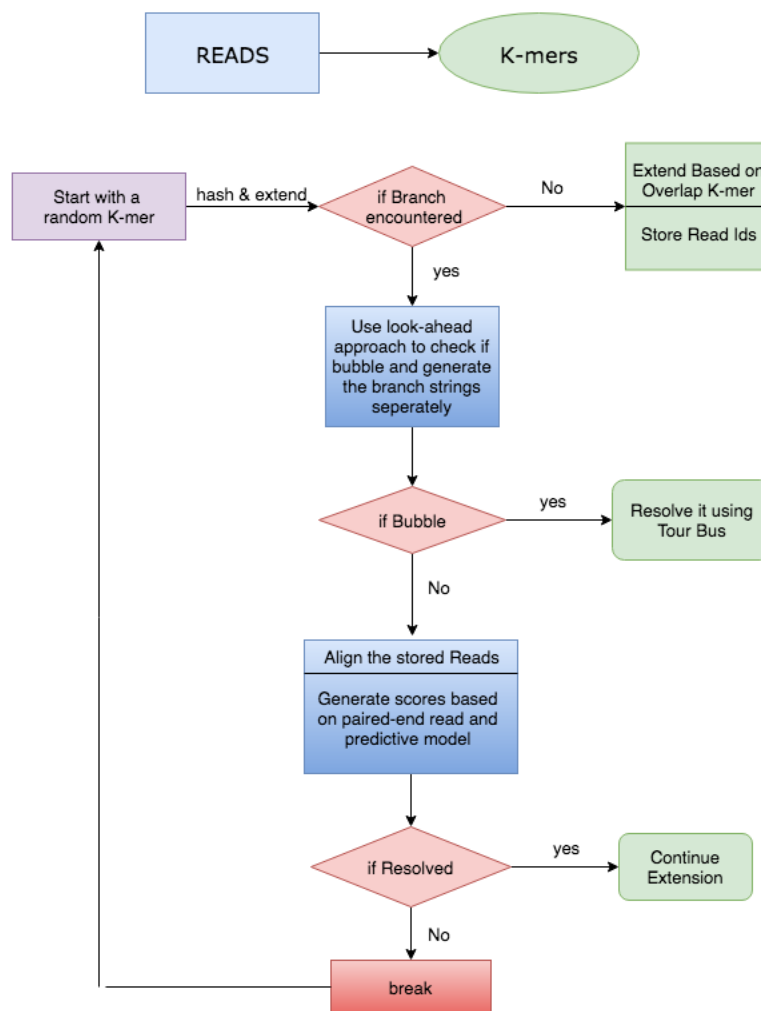 READS
K-mers
Start with a
random K-mer
hash & extend
if Branch
encountered
No
Extend Based on
Overlap K-mer
Store Read Ids
yes
Use look-ahead
approach to check if
bubble and generate
the branch strings
seperately
if Bubble
yes
Resolve it using
Tour Bus
No
Align the stored Reads
Generate scores based
on paired-end read and
predictive model
if Resolved
yes
Continue
Extension
No
break